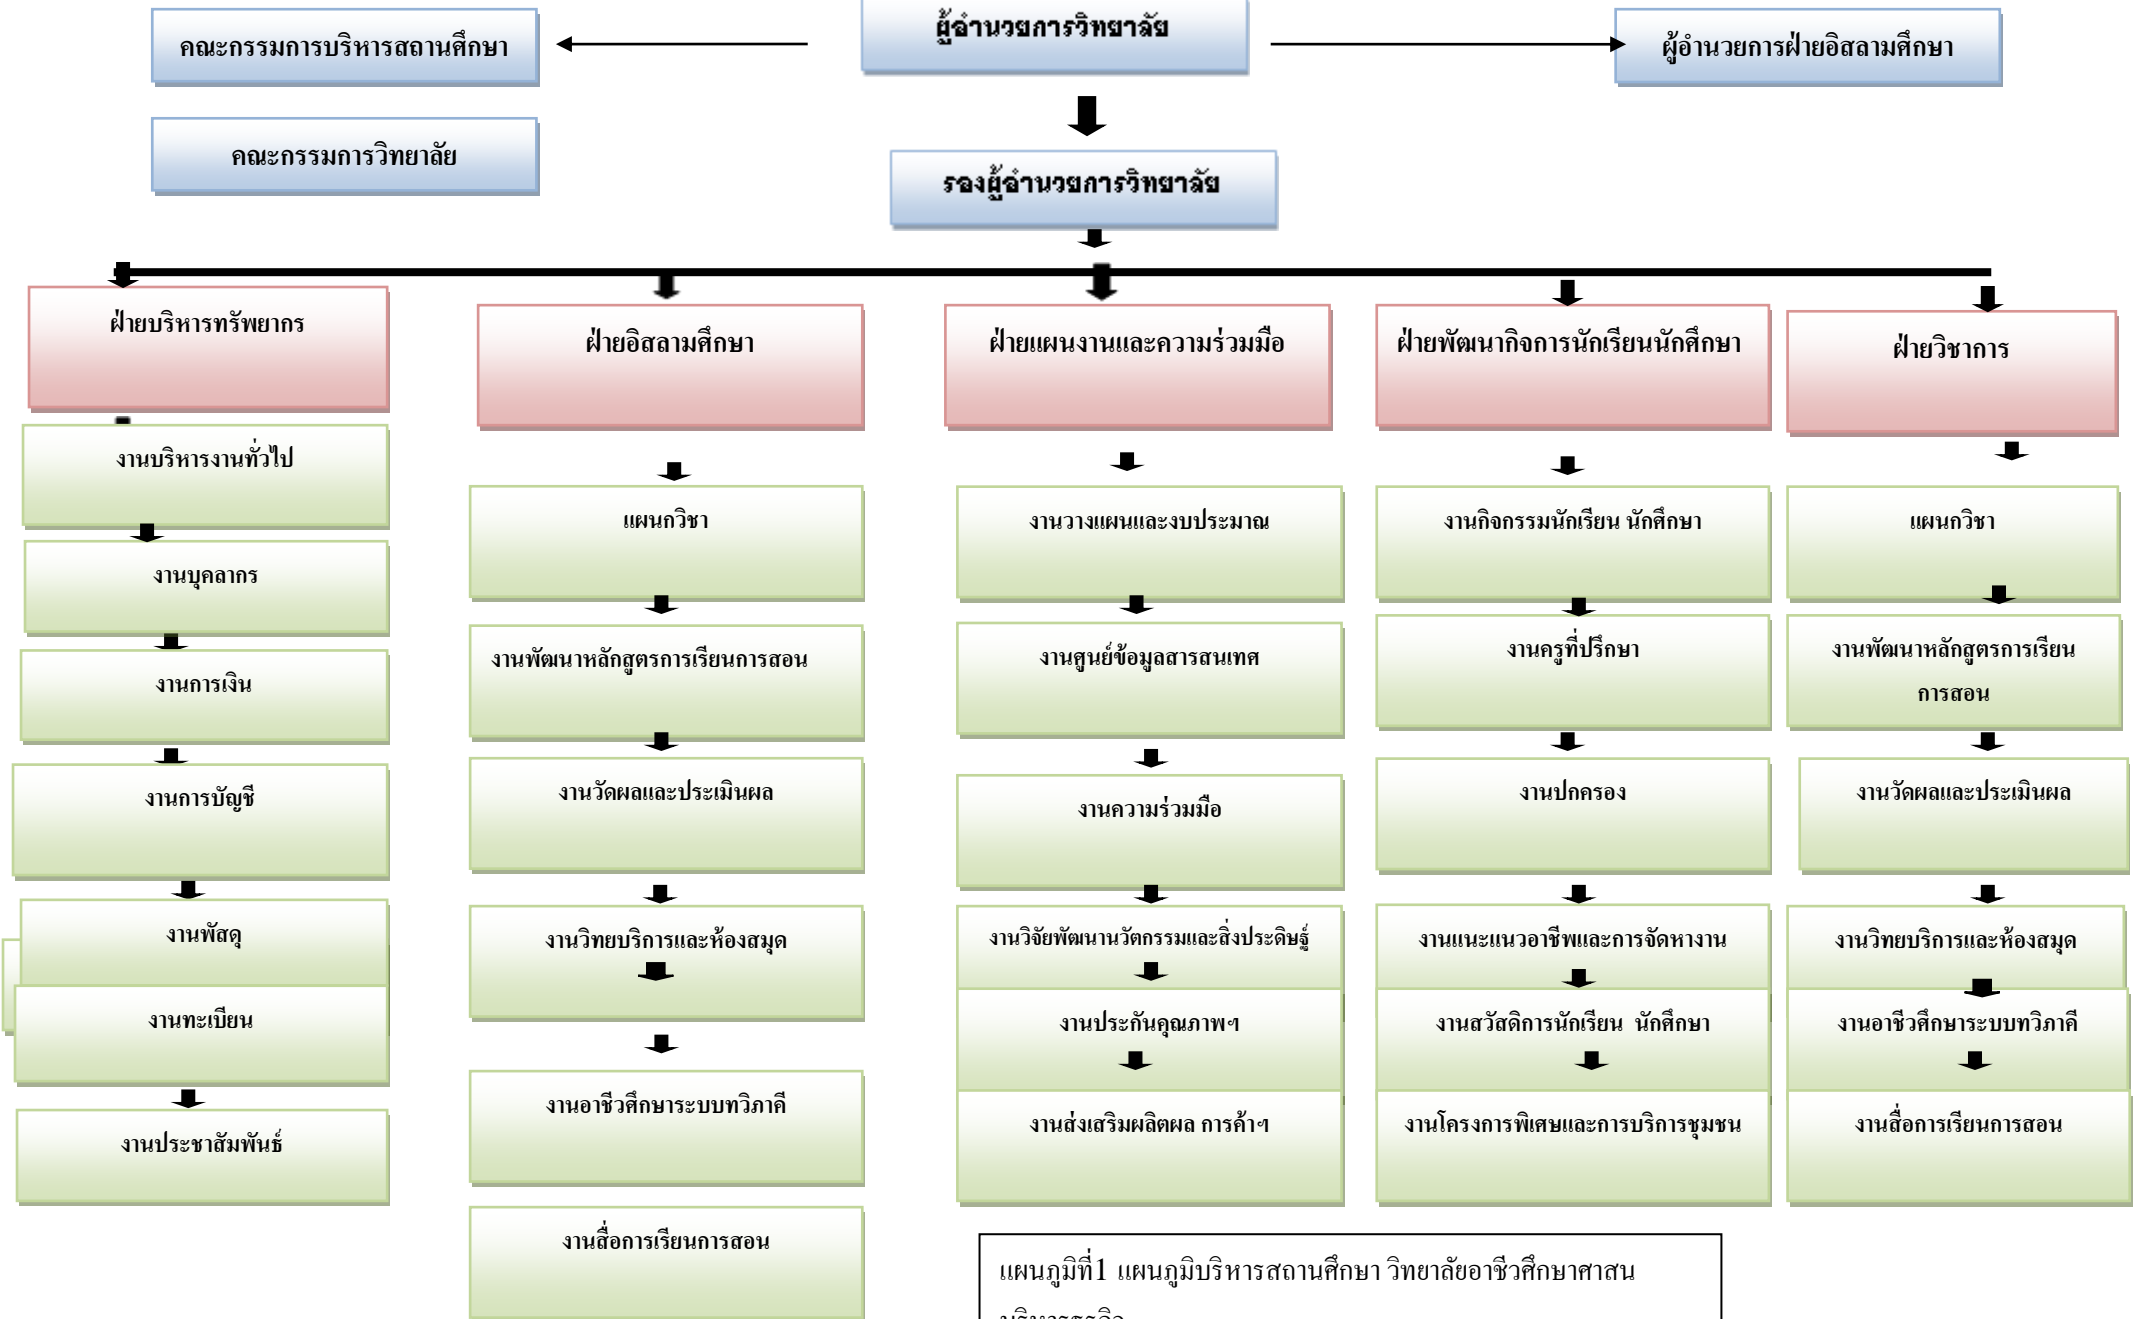 ผู้อำนวยการวิทยาลัย
คณะกรรมการบริหารสถานศึกษา
ผู้อำนวยการฝ่ายอิสลามศึกษา
คณะกรรมการวิทยาลัย
รองผู้อำนวยการวิทยาลัย
ฝ่ายบริหารทรัพยากร
งานบริหารงานทั่วไป
งานบุคลากร
งานการเงิน
งานการบัญชี
งานพัสดุ
งานทะเบียน
งานประชาสัมพันธ์
ฝ่ายอิสลามศึกษา
แผนกวิชา
งานพัฒนาหลักสูตรการเรียนการสอน
งานวัดผลและประเมินผล
งานวิทยบริการและห้องสมุด
งานอาชีวศึกษาระบบทวิภาคี
งานสื่อการเรียนการสอน
ฝ่ายแผนงานและความร่วมมือ
งานวางแผนและงบประมาณ
งานศูนย์ข้อมูลสารสนเทศ
งานความร่วมมือ
งานวิจัยพัฒนานวัตกรรมและสิ่งประดิษฐ์
งานประกันคุณภาพฯ
งานส่งเสริมผลิตผล การค้าฯ
ฝ่ายพัฒนากิจการนักเรียนนักศึกษา
งานกิจกรรมนักเรียน นักศึกษา
งานครูที่ปรึกษา
งานปกครอง
งานแนะแนวอาชีพและการจัดหางาน
งานสวัสดิการนักเรียน นักศึกษา
งานโครงการพิเศษและการบริการชุมชน
ฝ่ายวิชาการ
แผนกวิชา
งานพัฒนาหลักสูตรการเรียน
การสอน
งานวัดผลและประเมินผล
งานวิทยบริการและห้องสมุด
งานอาชีวศึกษาระบบทวิภาคี
งานสื่อการเรียนการสอน
แผนภูมิที่1 แผนภูมิบริหารสถานศึกษา วิทยาลัยอาชีวศึกษาศาสน